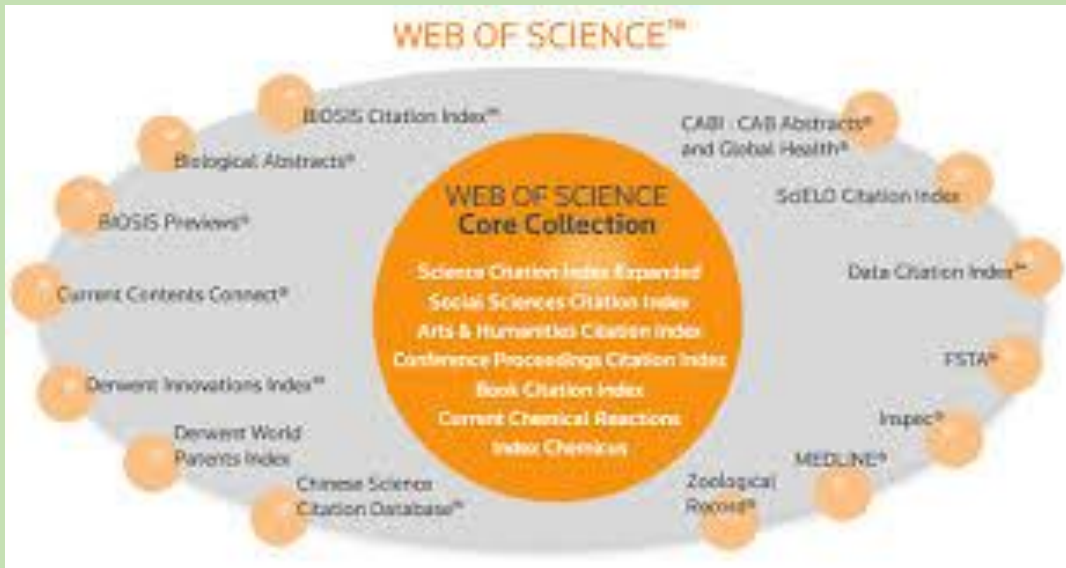 WEB OF SCIENCE™
BIOSIS Citation Index™
Biological Abstracts®
BIOSIS Previews®
Current Contents Connect®
Derwent Innovations Index℠
Derwent World
Patents Index
Chinese Science
Citation Database℠
WEB OF SCIENCE
Core Collection
Science Citation Index Expanded
Social Sciences Citation Index
Arts & Humanities Citation Index
Conference Proceedings Citation Index
Book Citation Index
Current Chemical Reactions
Index Chemicus
CABI : CAB Abstracts®
and Global Health®
SciELO Citation Index
Data Citation Index℠
FSTA®
Inspec®
MEDLINE®
Zoological
Record®